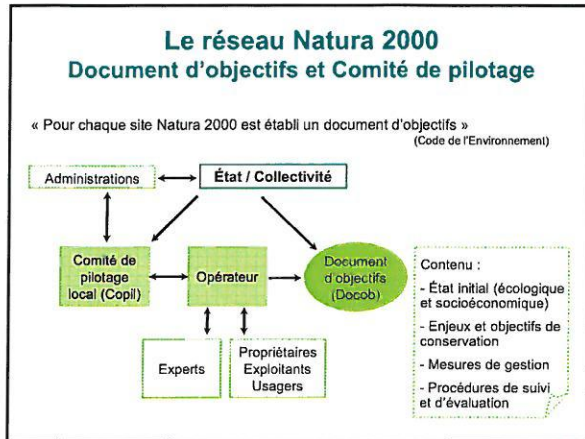 Le réseau Natura 2000
Document d'objectifs et Comité de pilotage
« Pour chaque site Natura 2000 est établi un document d'objectifs »
(Code de l'Environnement)
Administrations
État / Collectivité
Comité de
pilotage
local (Copil)
Opérateur
Document
d'objectifs
(Docob)
Experts
Propriétaires
Exploitants
Usagers
Contenu :
- État initial (écologique
et socioéconomique)
- Enjeux et objectifs de
conservation
- Mesures de gestion
- Procédures de suivi
et d'évaluation